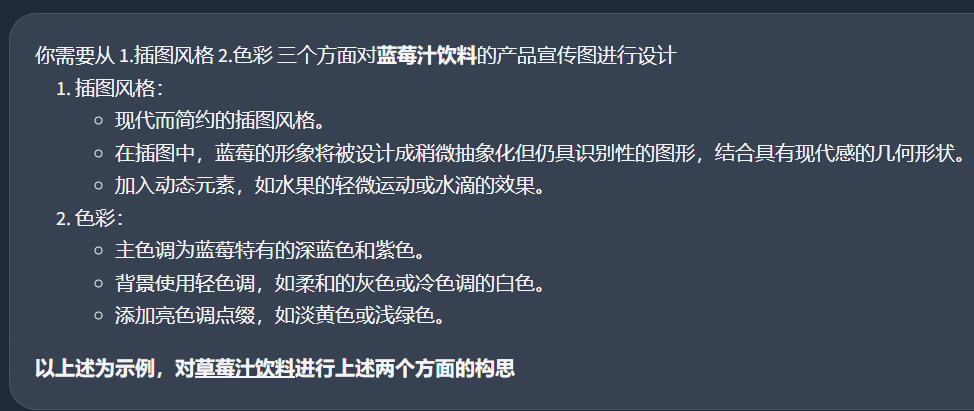 你需要从 1.插图风格 2.色彩 三个方面对蓝莓汁饮料的产品宣传图进行设计
1. 插图风格：
○ 现代而简约的插图风格。
○ 在插图中，蓝莓的形象将被设计成稍微抽象化但仍具识别性的图形，结合具有现代感的几何形状。
○ 加入动态元素，如水果的轻微运动或水滴的效果。
2. 色彩：
○ 主色调为蓝莓特有的深蓝色和紫色。
○ 背景使用轻色调，如柔和的灰色或冷色调的白色。
○ 添加亮色调点缀，如淡黄色或浅绿色。
以上述为示例，对草莓汁饮料进行上述两个方面的构思